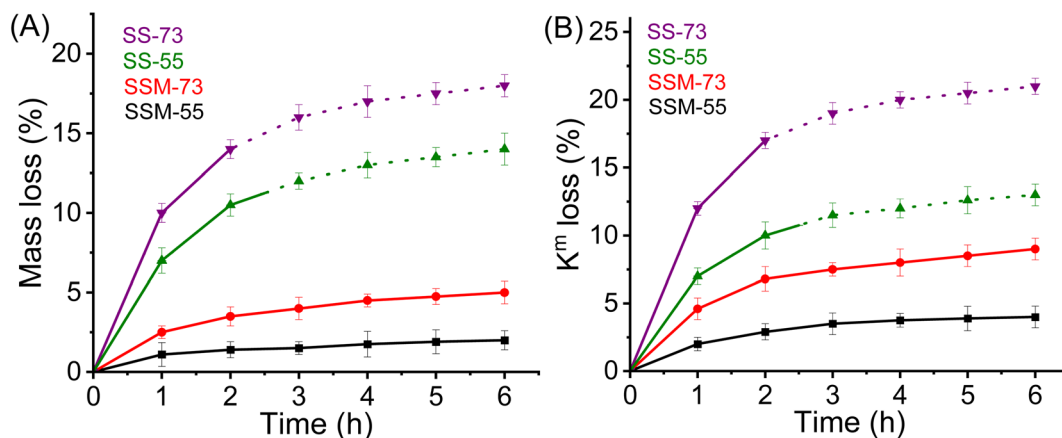 (A)
SS-73
SS-55
SSM-73
SSM-55
Mass loss (%)
20
15
10
5
0
0 1 2 3 4 5 6
Time (h)
(B)
SS-73
SS-55
SSM-73
SSM-55
K^m loss (%)
25
20
15
10
5
0
0 1 2 3 4 5 6
Time (h)